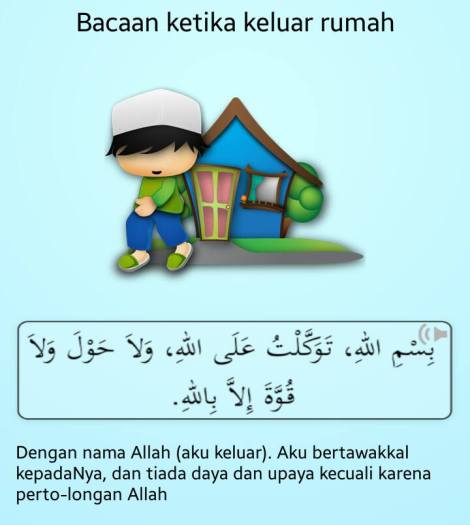 Bacaan ketika keluar rumah
بِسْمِ اللهِ، تَوَكَّلْتُ عَلَى اللهِ، وَلاَ حَوْلَ وَلاَ
قُوَّةَ إِلاَّ بِاللهِ.
Dengan nama Allah (aku keluar). Aku bertawakkal
kepadaNya, dan tiada daya dan upaya kecuali karena
perto-longan Allah